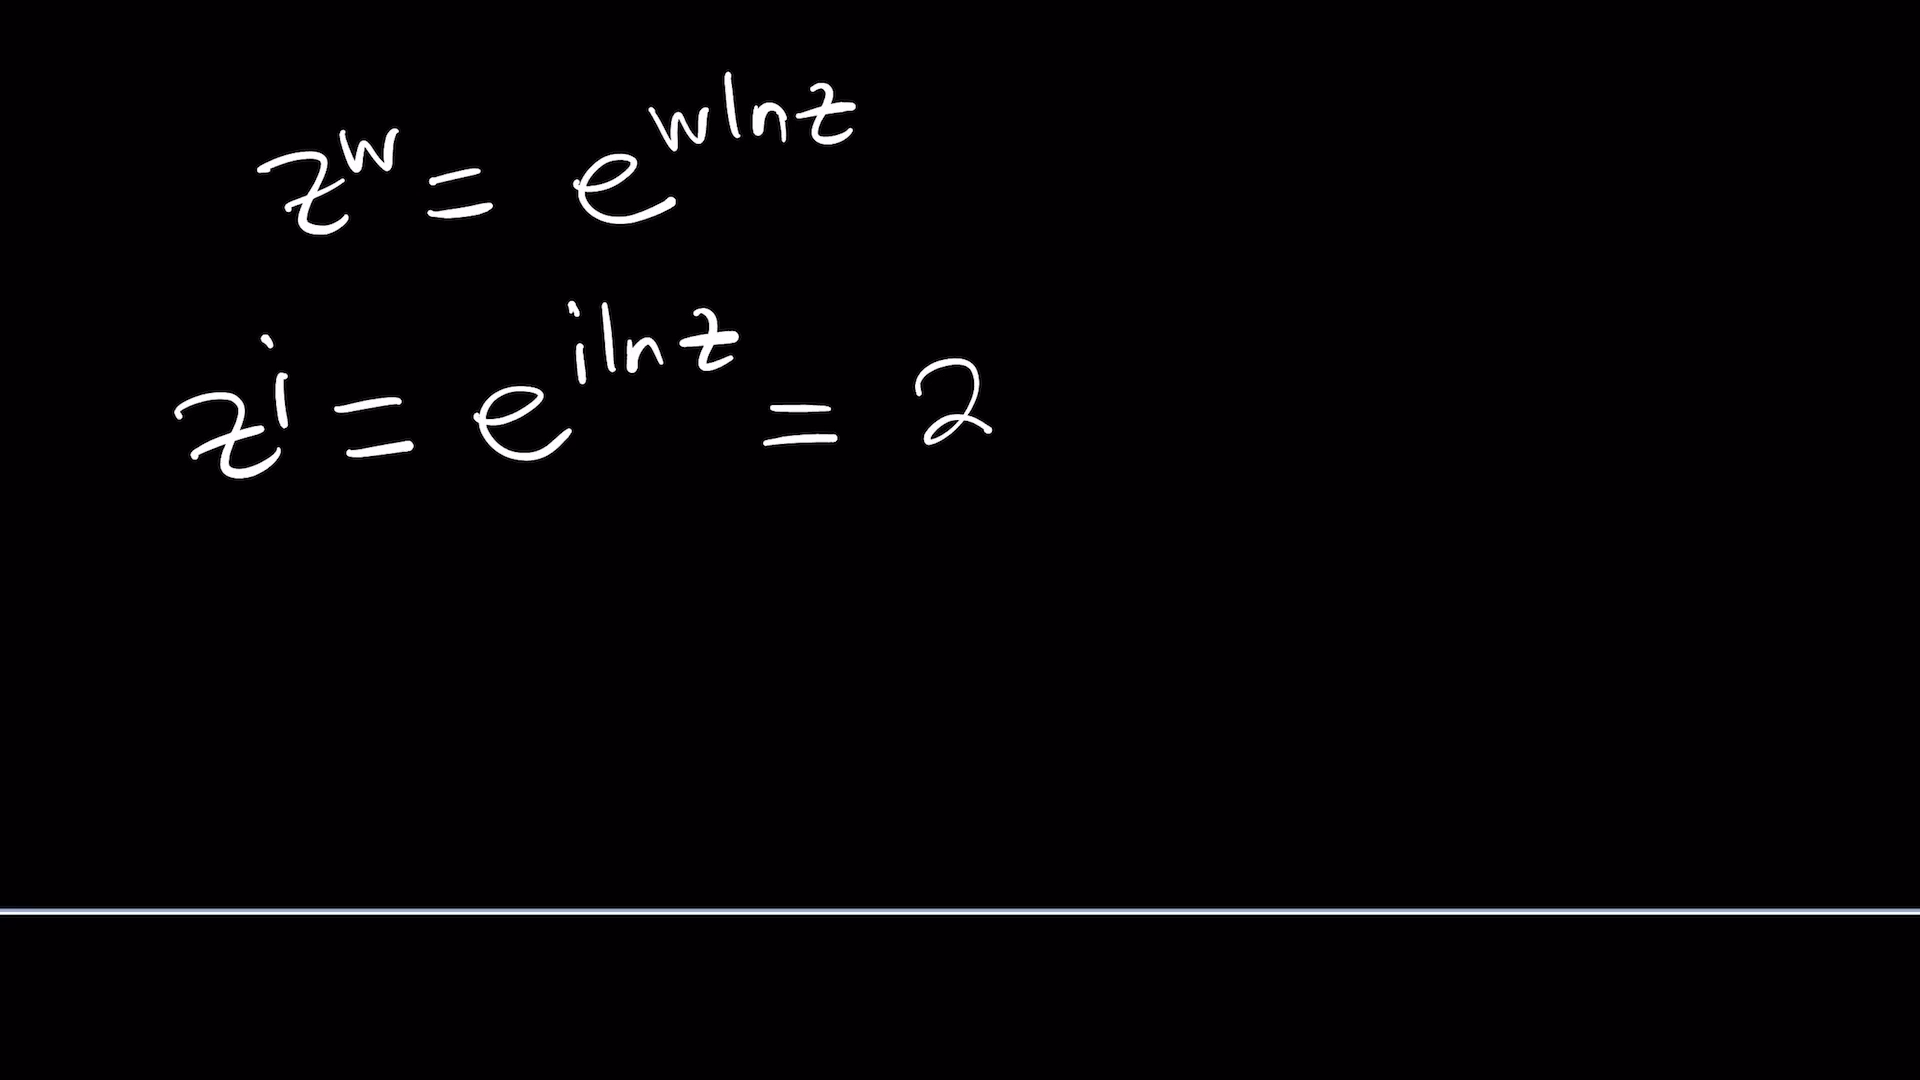 z^w = e^{w ln z}
z^i = e^{i ln z} = 2